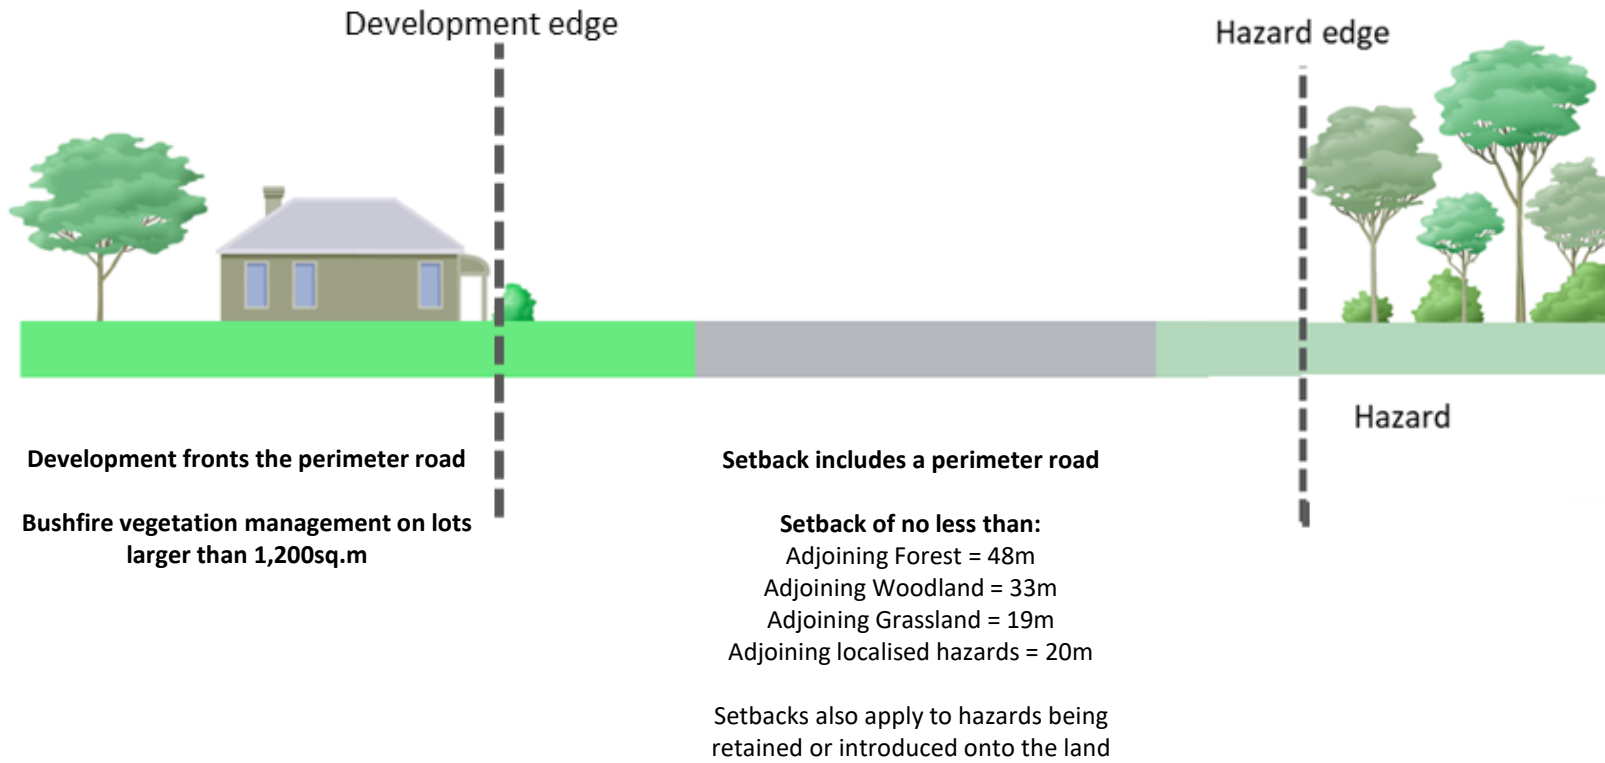 Development edge
Hazard edge
Hazard
Development fronts the perimeter road
Bushfire vegetation management on lots
larger than 1,200sq.m
Setback includes a perimeter road
Setback of no less than:
Adjoining Forest = 48m
Adjoining Woodland = 33m
Adjoining Grassland = 19m
Adjoining localised hazards = 20m
Setbacks also apply to hazards being
retained or introduced onto the land